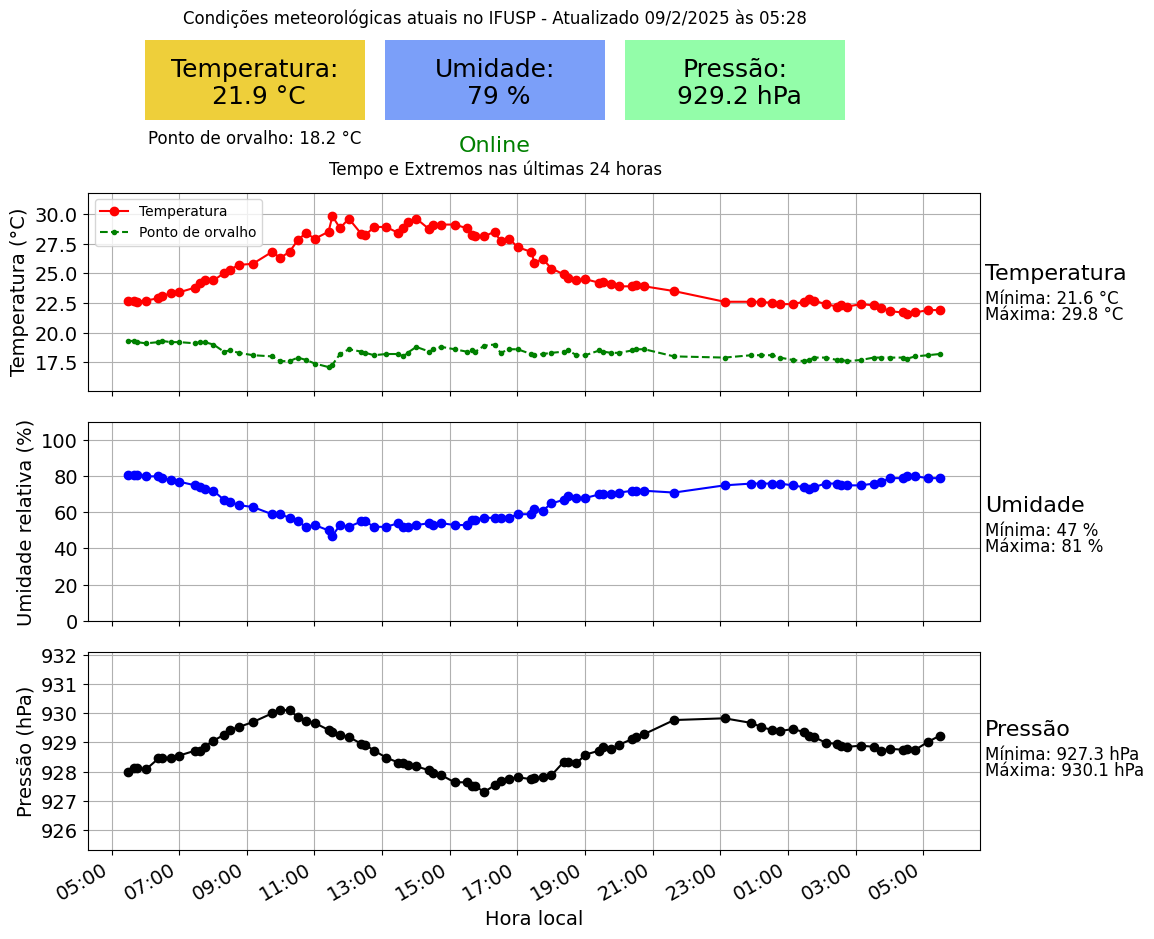 Condições meteorológicas atuais no IFUSP - Atualizado 09/2/2025 às 05:28
Temperatura:
21.9 °C
Umidade:
79 %
Pressão:
929.2 hPa
Ponto de orvalho: 18.2 °C
Online
Tempo e Extremos nas últimas 24 horas
Temperatura (°C)
30.0
27.5
25.0
22.5
20.0
17.5
Temperatura
Ponto de orvalho
Temperatura
Mínima: 21.6 °C
Máxima: 29.8 °C
Umidade relativa (%)
100
80
60
40
20
0
Umidade
Mínima: 47 %
Máxima: 81 %
Pressão (hPa)
932
931
930
929
928
927
926
Pressão
Mínima: 927.3 hPa
Máxima: 930.1 hPa
05:00
07:00
09:00
11:00
13:00
15:00
17:00
19:00
21:00
23:00
01:00
03:00
05:00
Hora local